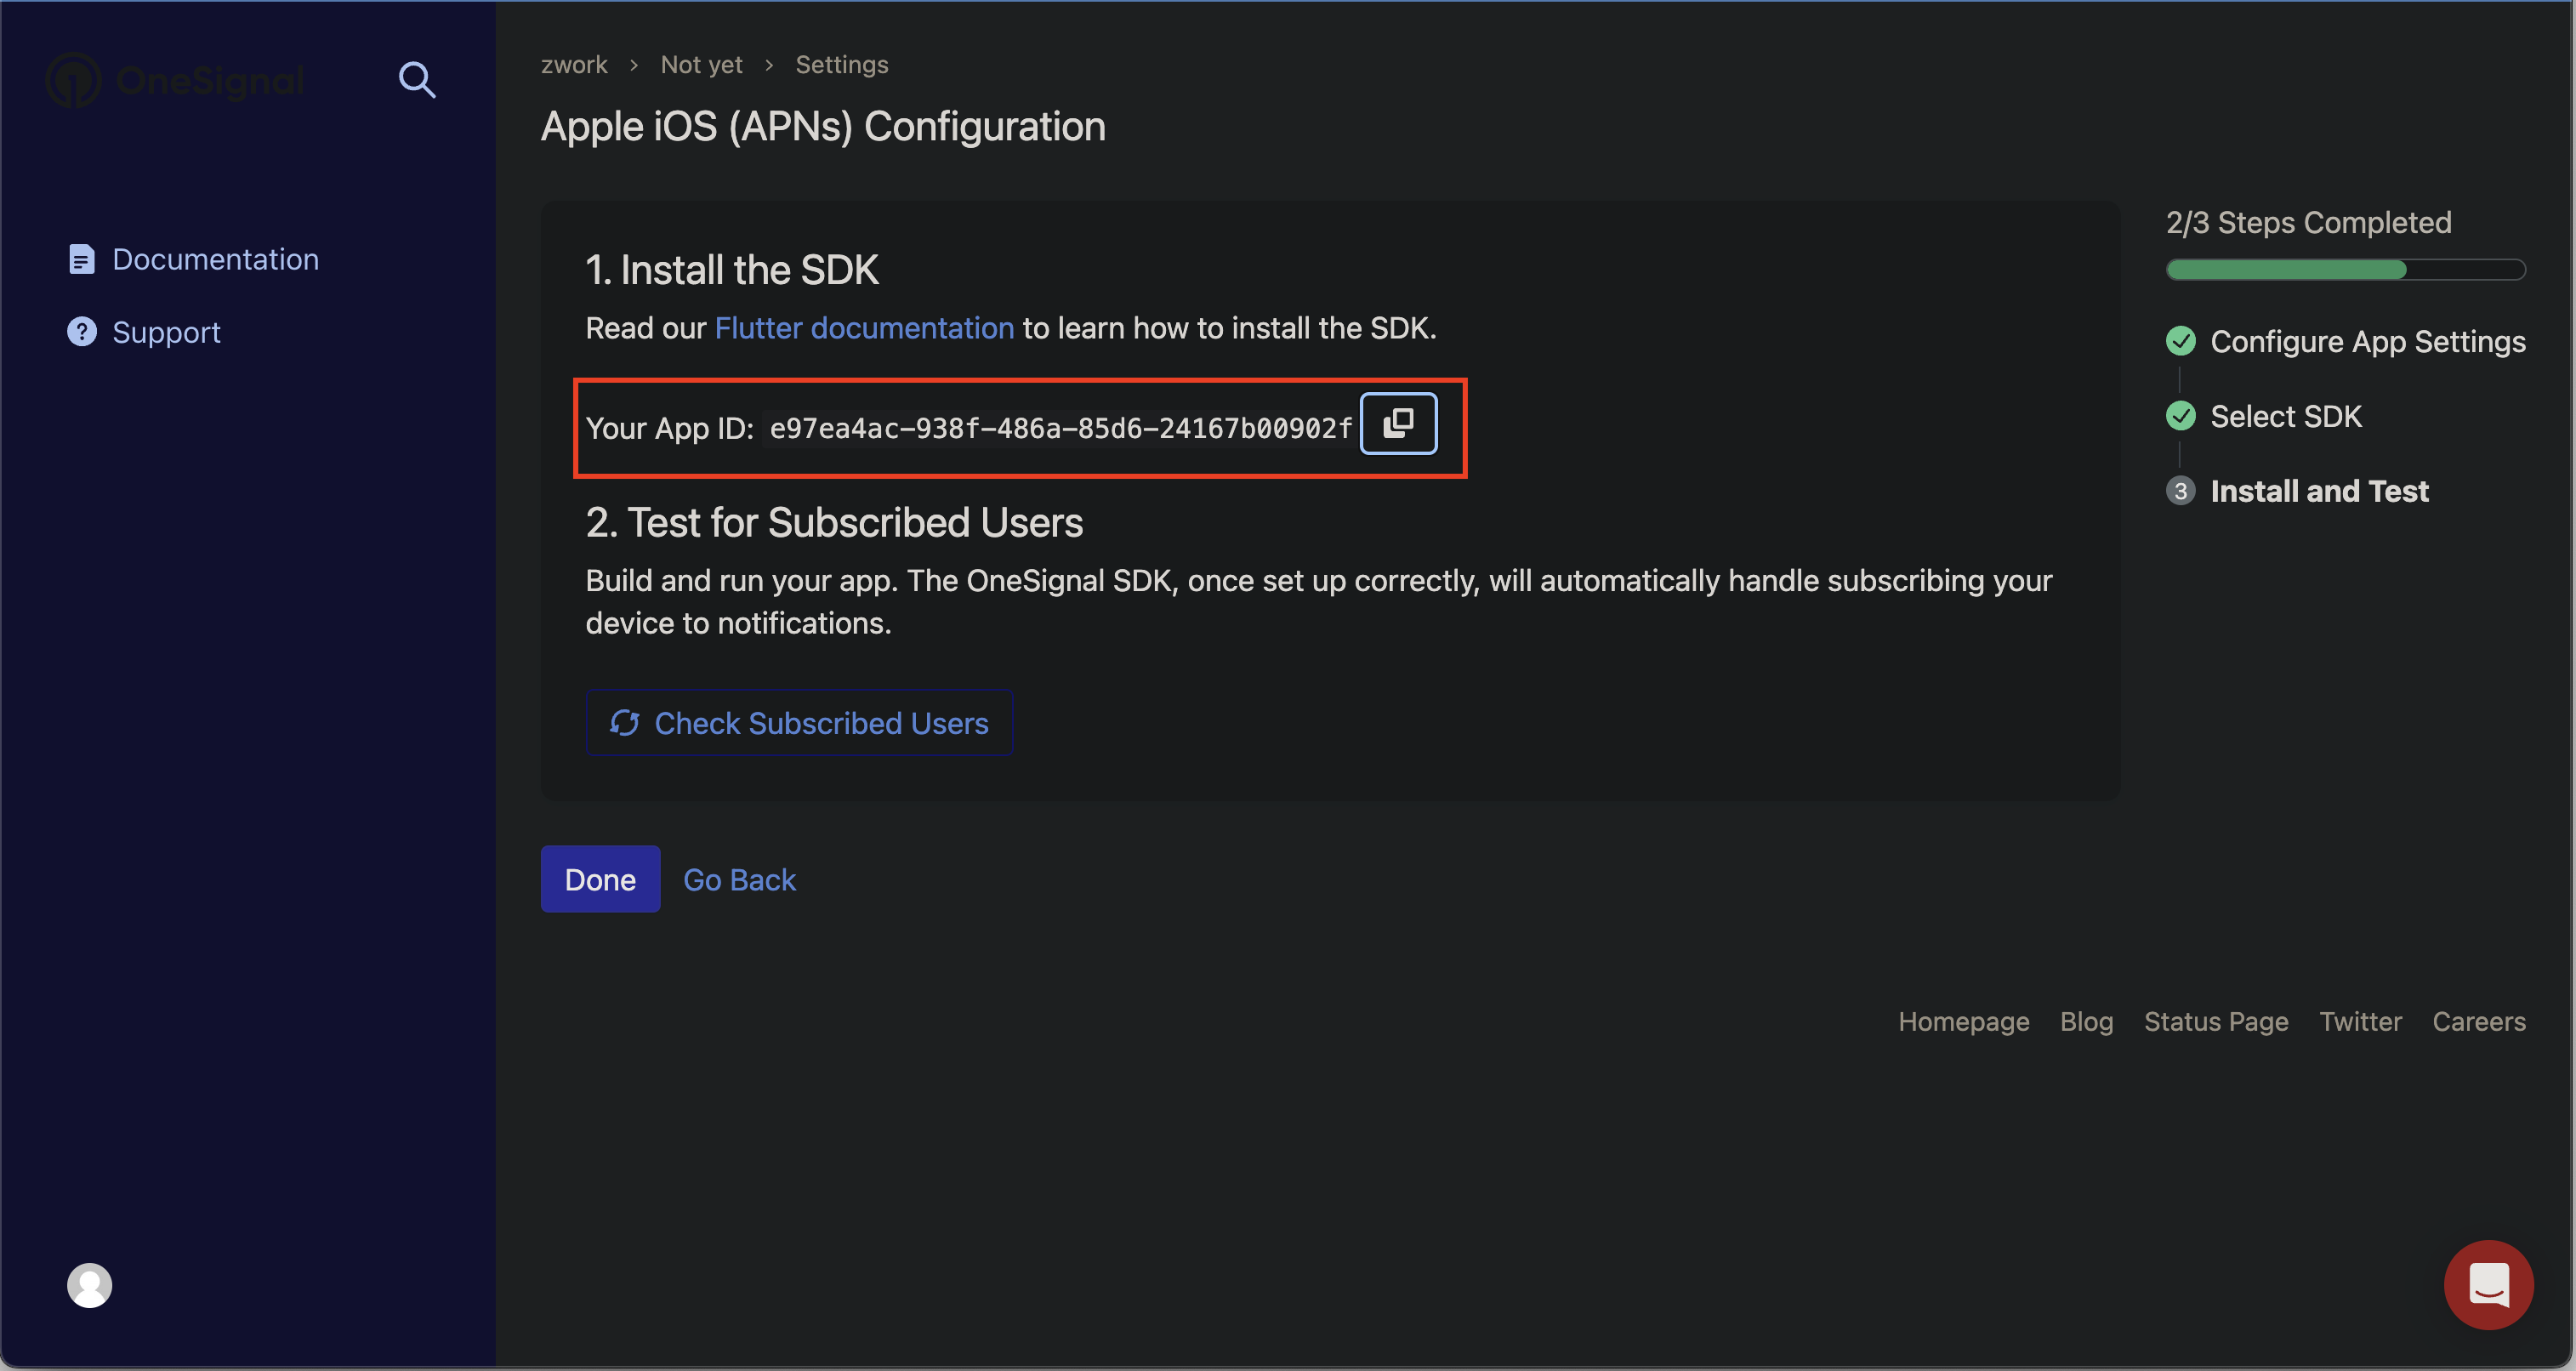 OneSignal
Documentation
Support
zwork > Not yet > Settings
Apple iOS (APNs) Configuration
1. Install the SDK
Read our Flutter documentation to learn how to install the SDK.
Your App ID: e97ea4ac-938f-486a-85d6-24167b00902f
2. Test for Subscribed Users
Build and run your app. The OneSignal SDK, once set up correctly, will automatically handle subscribing your
device to notifications.
Check Subscribed Users
Done Go Back
2/3 Steps Completed
Configure App Settings
Select SDK
3 Install and Test
Homepage Blog Status Page Twitter Careers